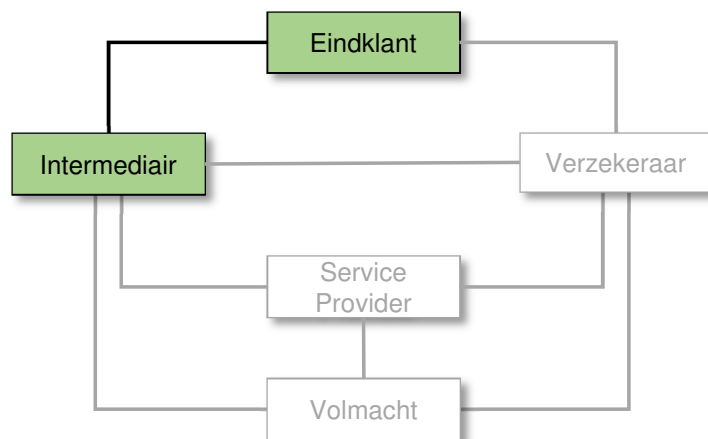 Eindklant
Intermediair
Verzekeraar
Service
Provider
Volmacht